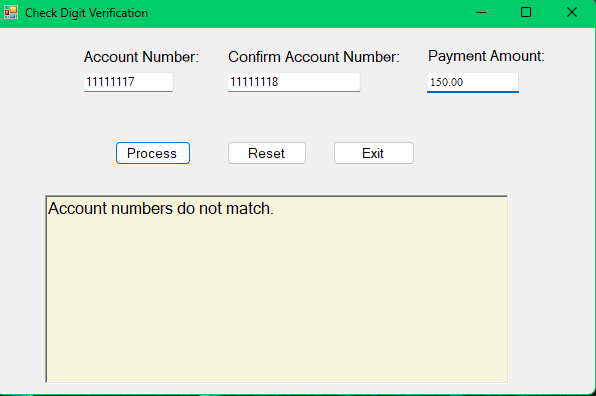 Check Digit Verification
Account Number: Confirm Account Number: Payment Amount:
11111117 11111118 150.00
Process Reset Exit
Account numbers do not match.